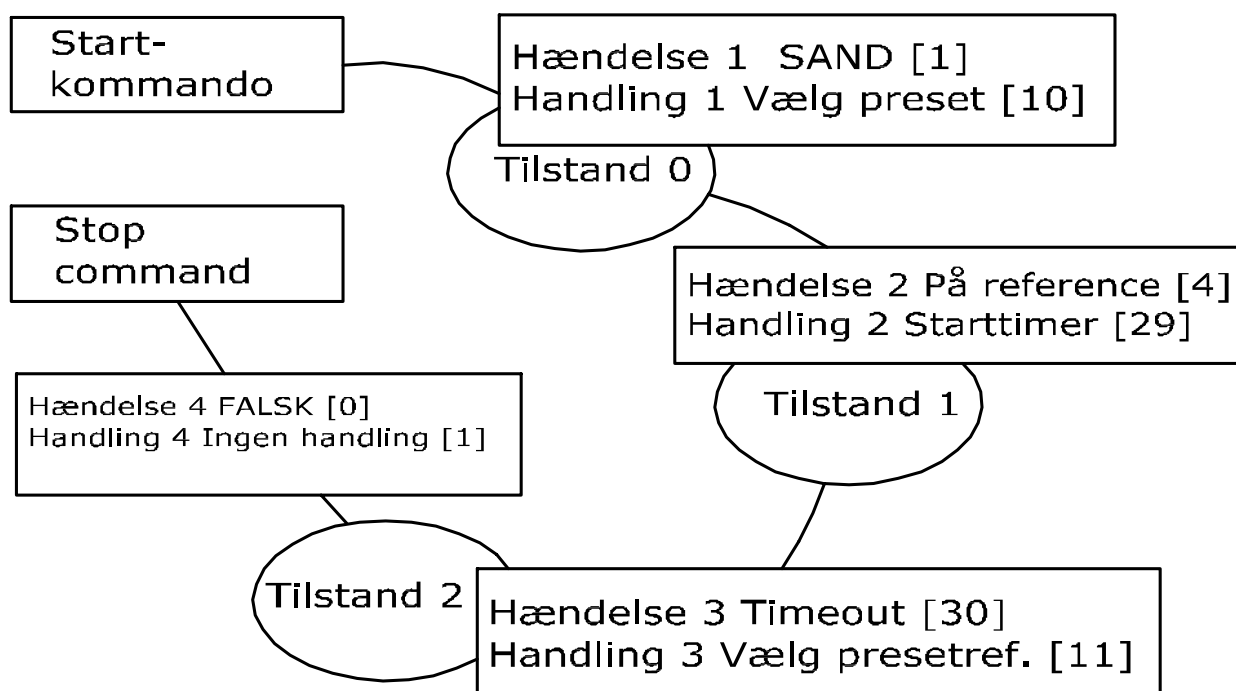 Start-
kommando
Hændelse 1 SAND [1]
Handling 1 Vælg preset [10]
Tilstand 0
Stop
command
Hændelse 2 På reference [4]
Handling 2 Starttimer [29]
Tilstand 1
Hændelse 4 FALSK [0]
Handling 4 Ingen handling [1]
Tilstand 2
Hændelse 3 Timeout [30]
Handling 3 Vælg presetref. [11]